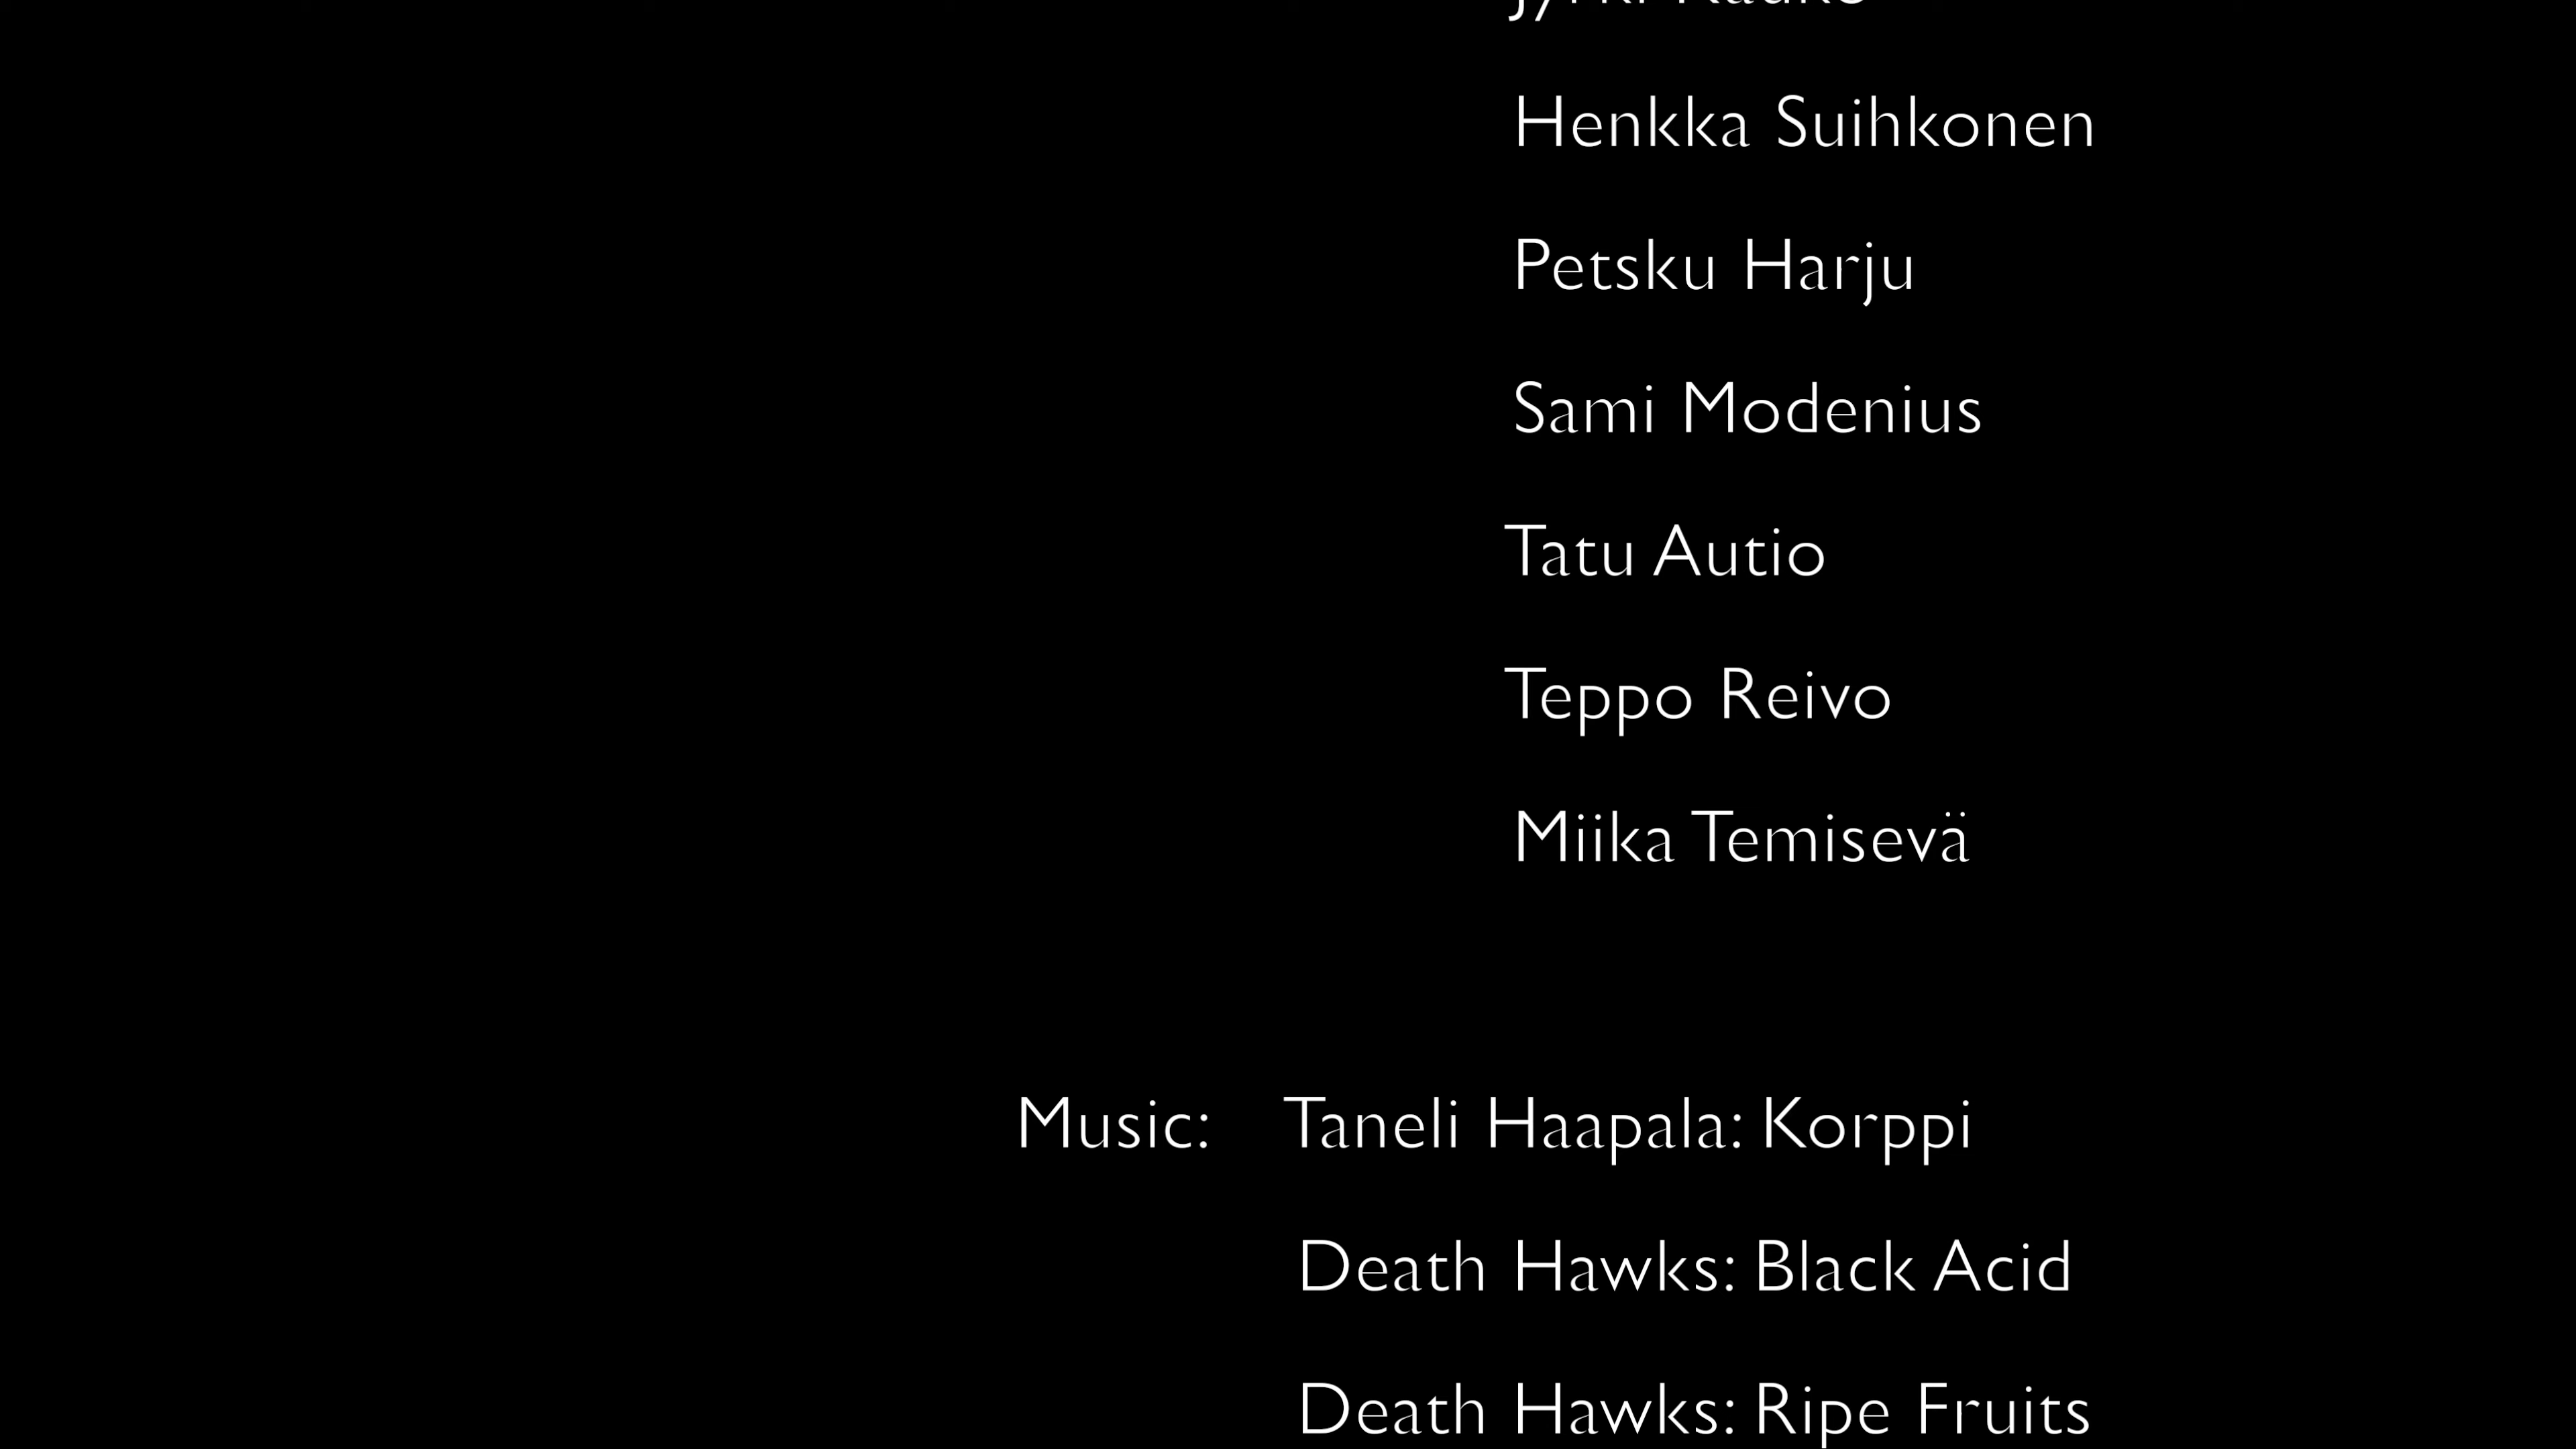 Henkka Suihkonen
Petsku Harju
Sami Modenius
Tatu Autio
Teppo Reivo
Miika Temisevä
Music: Taneli Haapala: Korppi
Death Hawks: Black Acid
Death Hawks: Ripe Fruits